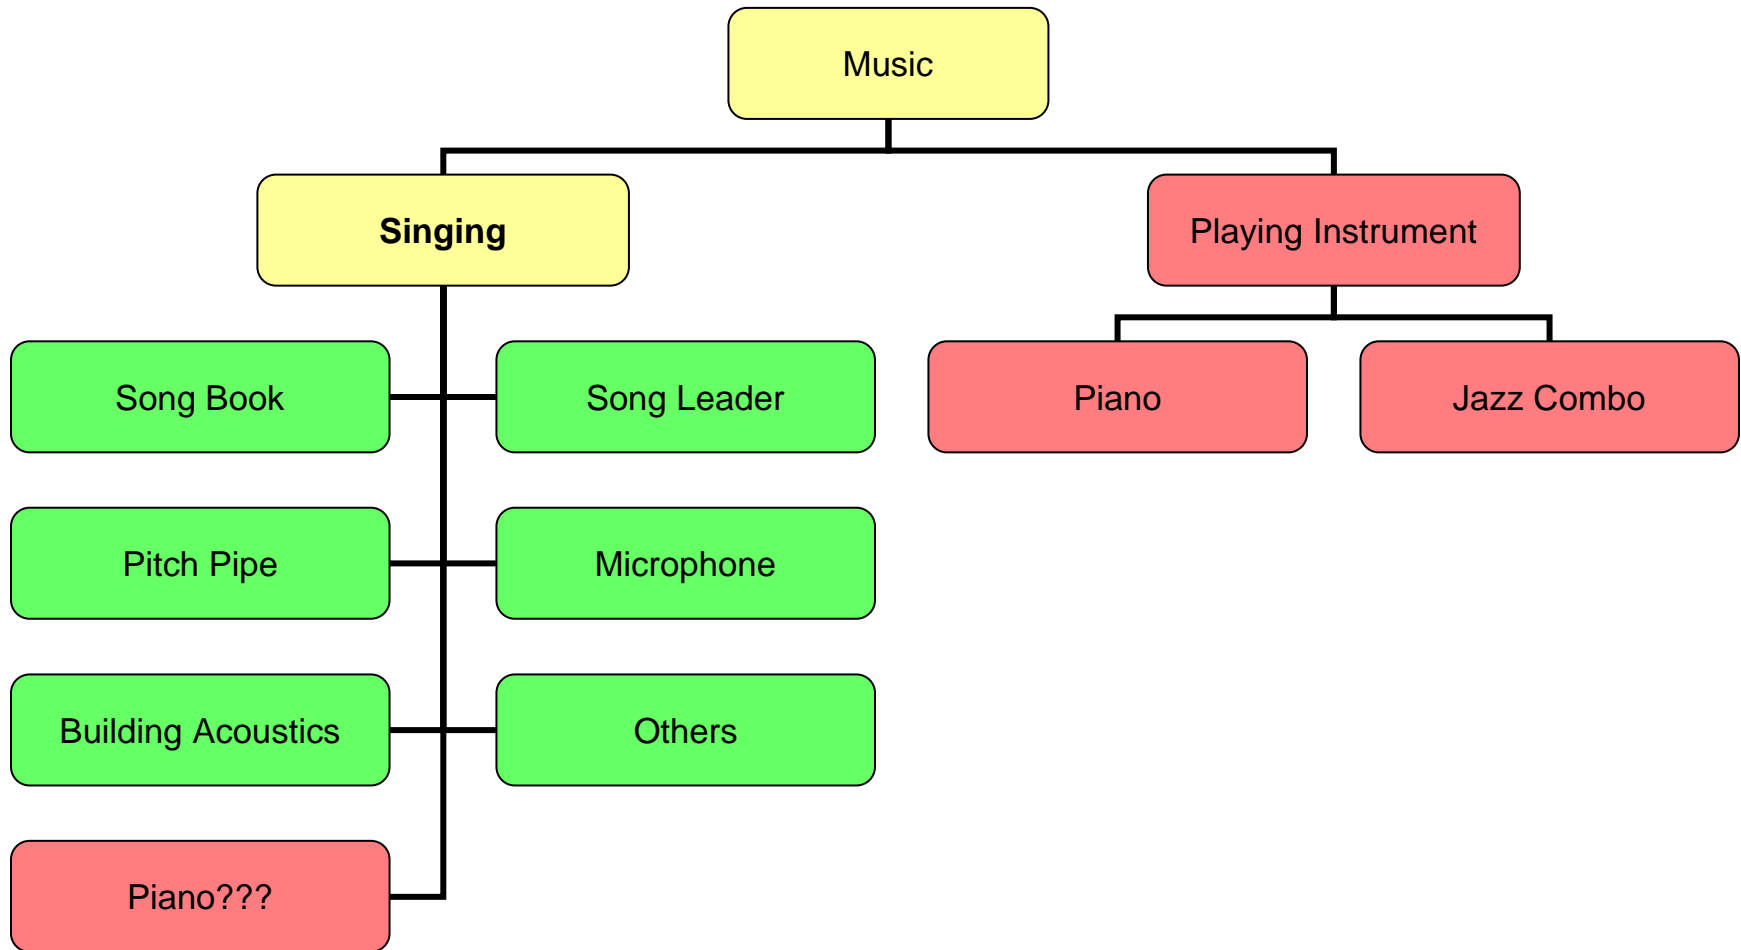 Music
Singing
Playing Instrument
Song Book
Song Leader
Piano
Jazz Combo
Pitch Pipe
Microphone
Building Acoustics
Others
Piano???